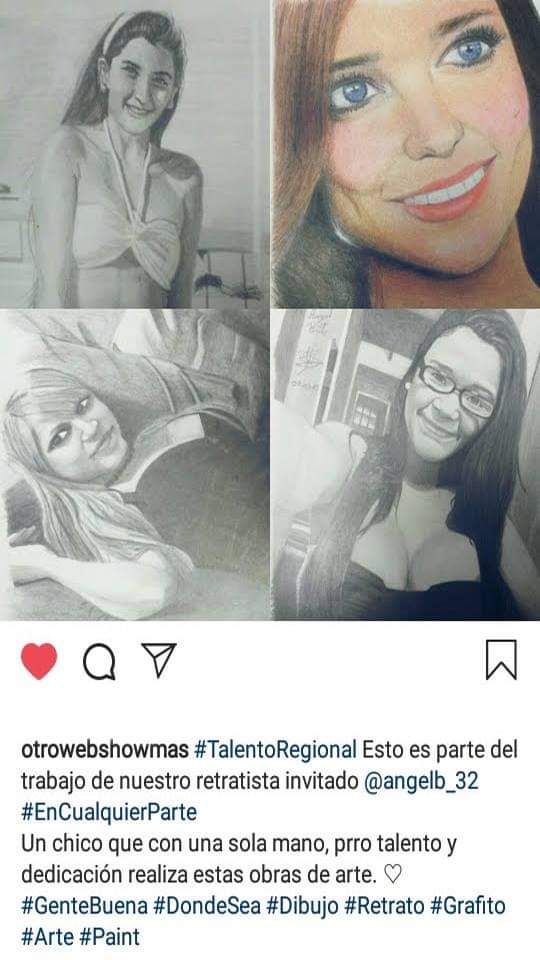 otrowebshowmas #TalentoRegional Esto es parte del
trabajo de nuestro retratista invitado @angelb_32
#EnCualquierParte
Un chico que con una sola mano, prro talento y
dedicación realiza estas obras de arte. ♡
#GenteBuena #DondeSea #Dibujo #Retrato #Grafito
#Arte #Paint